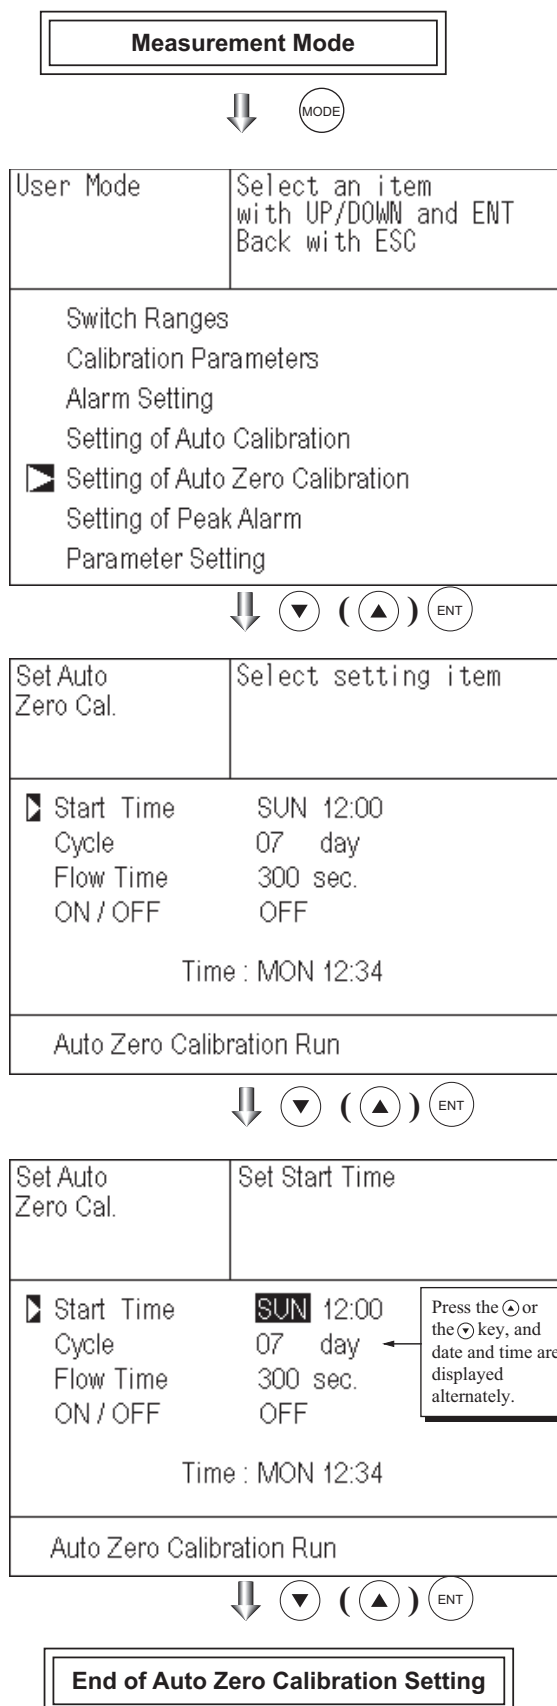 Measurement Mode
MODE
User Mode
Select an item
with UP/DOWN and ENT
Back with ESC
Switch Ranges
Calibration Parameters
Alarm Setting
Setting of Auto Calibration
Setting of Auto Zero Calibration
Setting of Peak Alarm
Parameter Setting
( ) ENT
Set Auto
Zero Cal.
Select setting item
Start Time SUN 12:00
Cycle 07 day
Flow Time 300 sec.
ON / OFF OFF
Time : MON 12:34
Auto Zero Calibration Run
( ) ENT
Set Auto
Zero Cal.
Set Start Time
Start Time SUN 12:00
Cycle 07 day
Flow Time 300 sec.
ON / OFF OFF
Press the or
the key, and
date and time are
displayed
alternately.
Time : MON 12:34
Auto Zero Calibration Run
( ) ENT
End of Auto Zero Calibration Setting